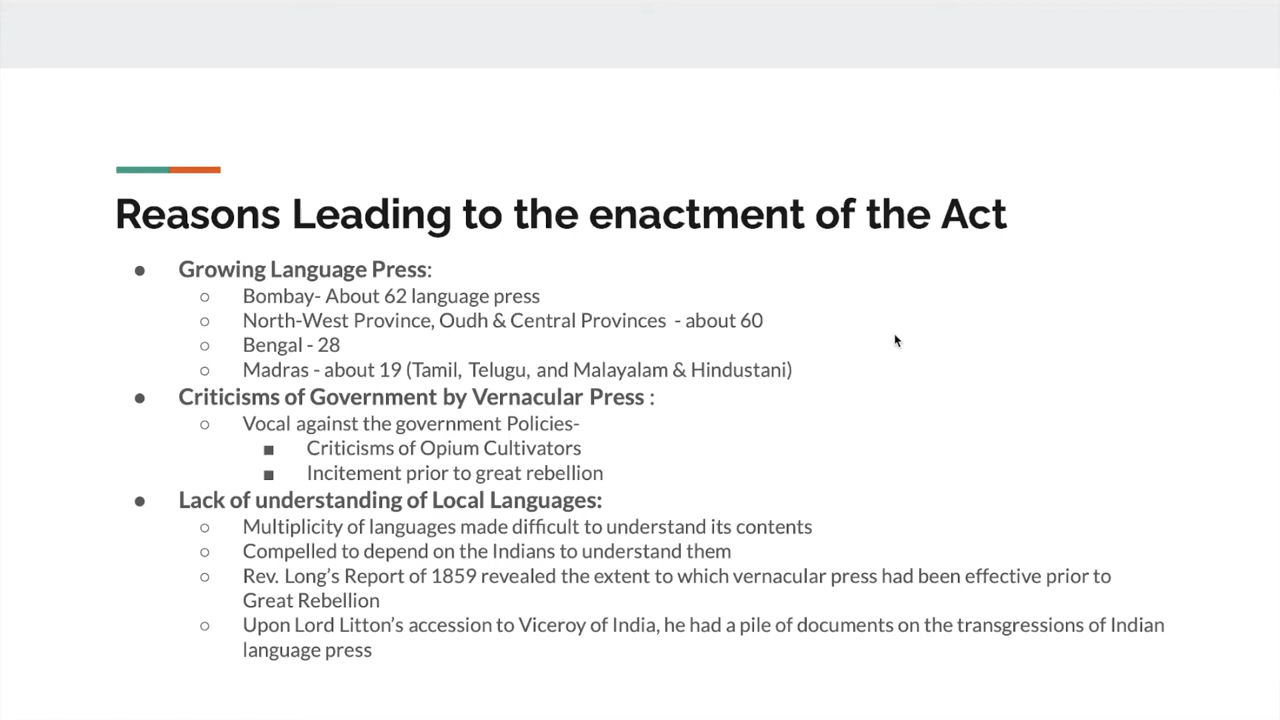 Reasons Leading to the enactment of the Act
● Growing Language Press:
○ Bombay- About 62 language press
○ North-West Province, Oudh & Central Provinces - about 60
○ Bengal - 28
○ Madras - about 19 (Tamil, Telugu, and Malayalam & Hindustani)
● Criticisms of Government by Vernacular Press :
○ Vocal against the government Policies-
■ Criticisms of Opium Cultivators
■ Incitement prior to great rebellion
● Lack of understanding of Local Languages:
○ Multiplicity of languages made difficult to understand its contents
○ Compelled to depend on the Indians to understand them
○ Rev. Long's Report of 1859 revealed the extent to which vernacular press had been effective prior to
Great Rebellion
○ Upon Lord Litton's accession to Viceroy of India, he had a pile of documents on the transgressions of Indian
language press